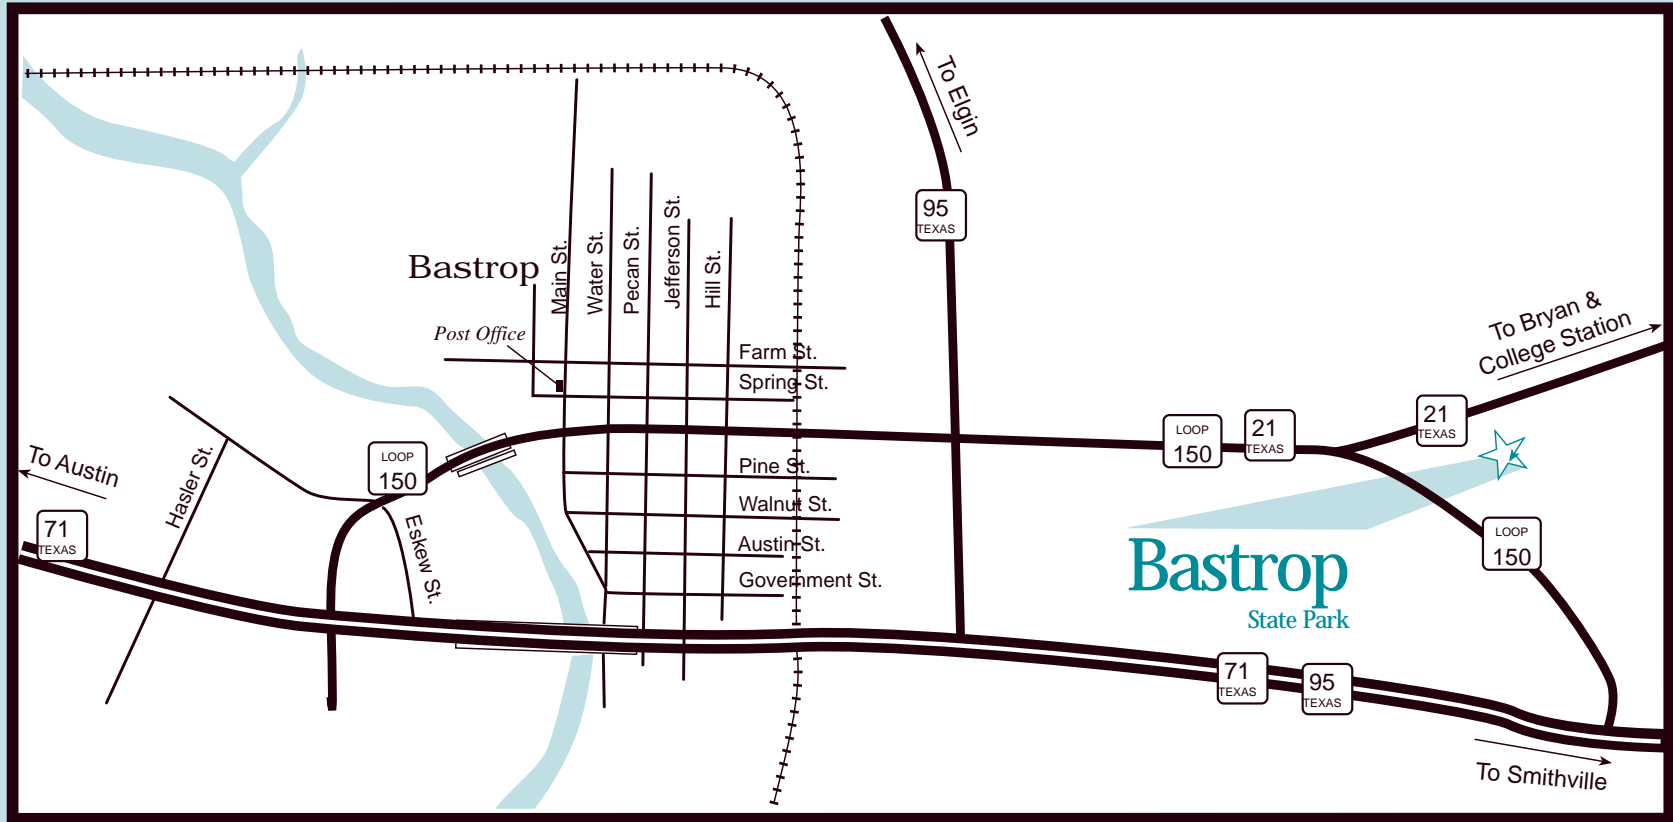 To Elgin
95
TEXAS
Main St.
Water St.
Pecan St.
Jefferson St.
Hill St.
Bastrop
Post Office
Farm St.
Spring St.
To Bryan &
College Station
21
TEXAS
LOOP
150
21
TEXAS
To Austin
71
TEXAS
Hasler St.
LOOP
150
Eskew St.
Pine St.
Walnut St.
Austin St.
Government St.
LOOP
150
Bastrop
State Park
71
TEXAS
95
TEXAS
To Smithville